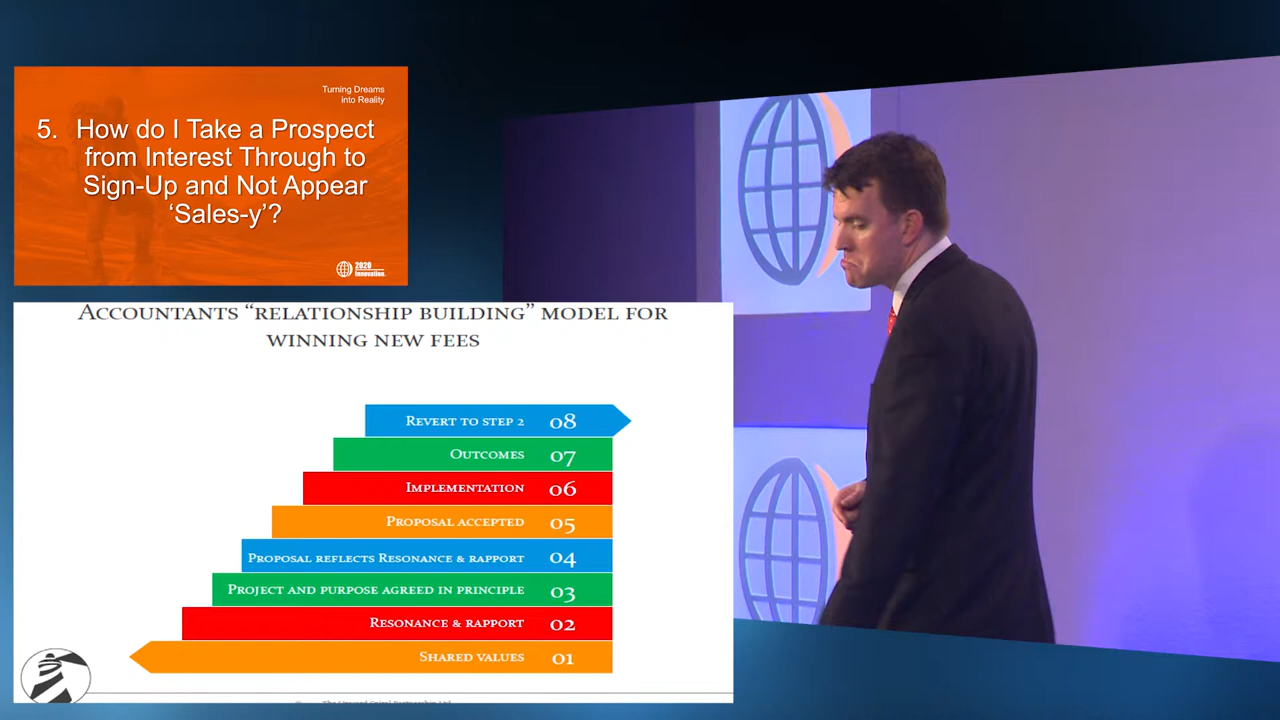 Turning Dreams
into Reality
5. How do I Take a Prospect
from Interest Through to
Sign-Up and Not Appear
‘Sales-y’?
2020
Innovation
Accountants “relationship building” model for
winning new fees
Revert to step 2 08
Outcomes 07
Implementation 06
Proposal accepted 05
Proposal reflects Resonance & rapport 04
Project and purpose agreed in principle 03
Resonance & rapport 02
Shared values 01